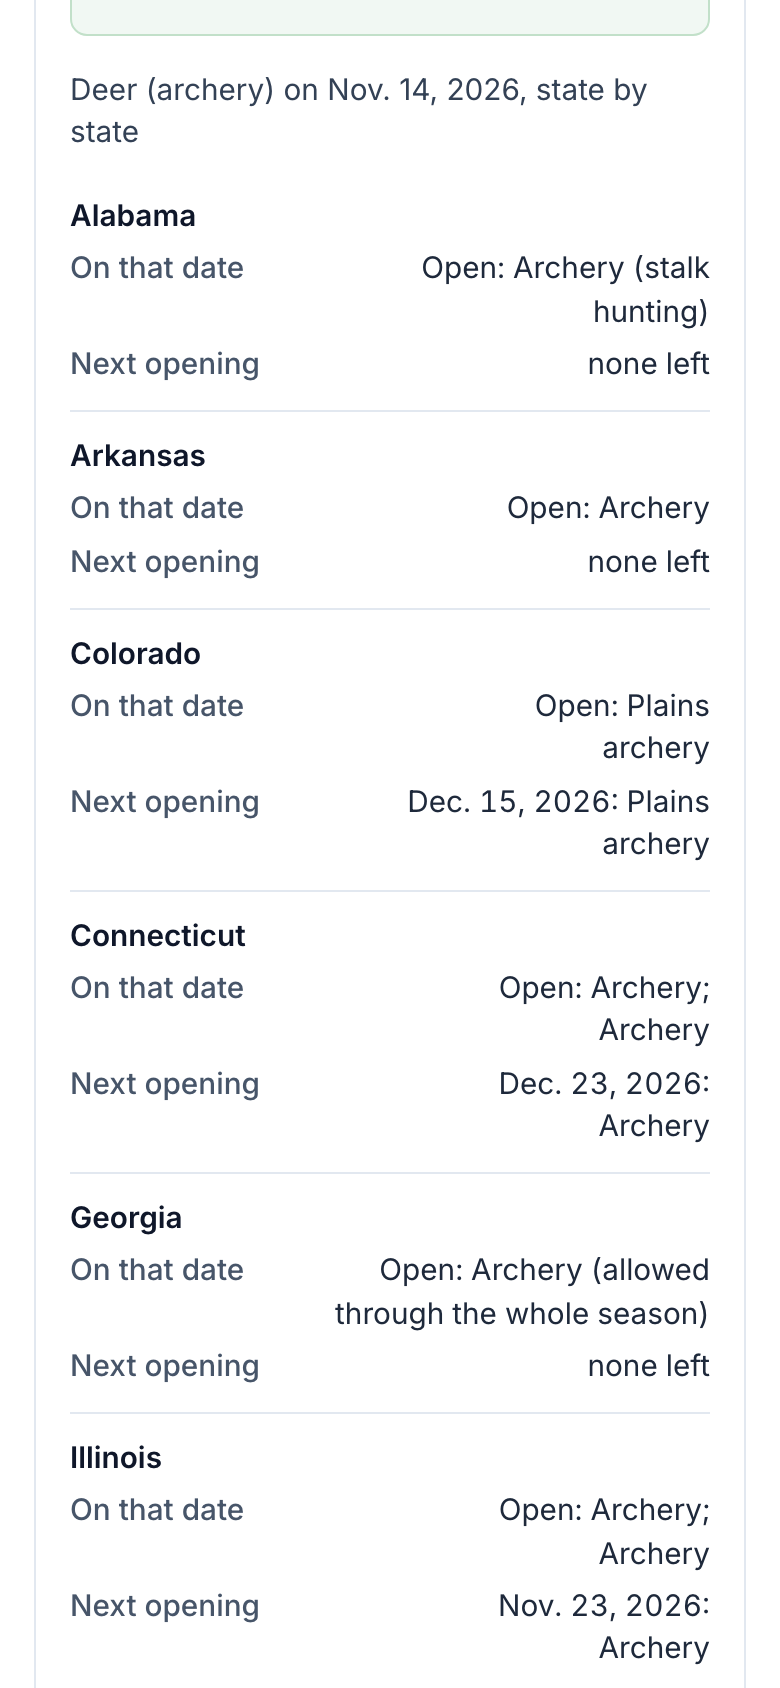 Deer (archery) on Nov. 14, 2026, state by
state
Alabama
On that date Open: Archery (stalk
hunting)
Next opening none left
Arkansas
On that date Open: Archery
Next opening none left
Colorado
On that date Open: Plains
archery
Next opening Dec. 15, 2026: Plains
archery
Connecticut
On that date Open: Archery;
Archery
Next opening Dec. 23, 2026:
Archery
Georgia
On that date Open: Archery (allowed
through the whole season)
Next opening none left
Illinois
On that date Open: Archery;
Archery
Next opening Nov. 23, 2026:
Archery